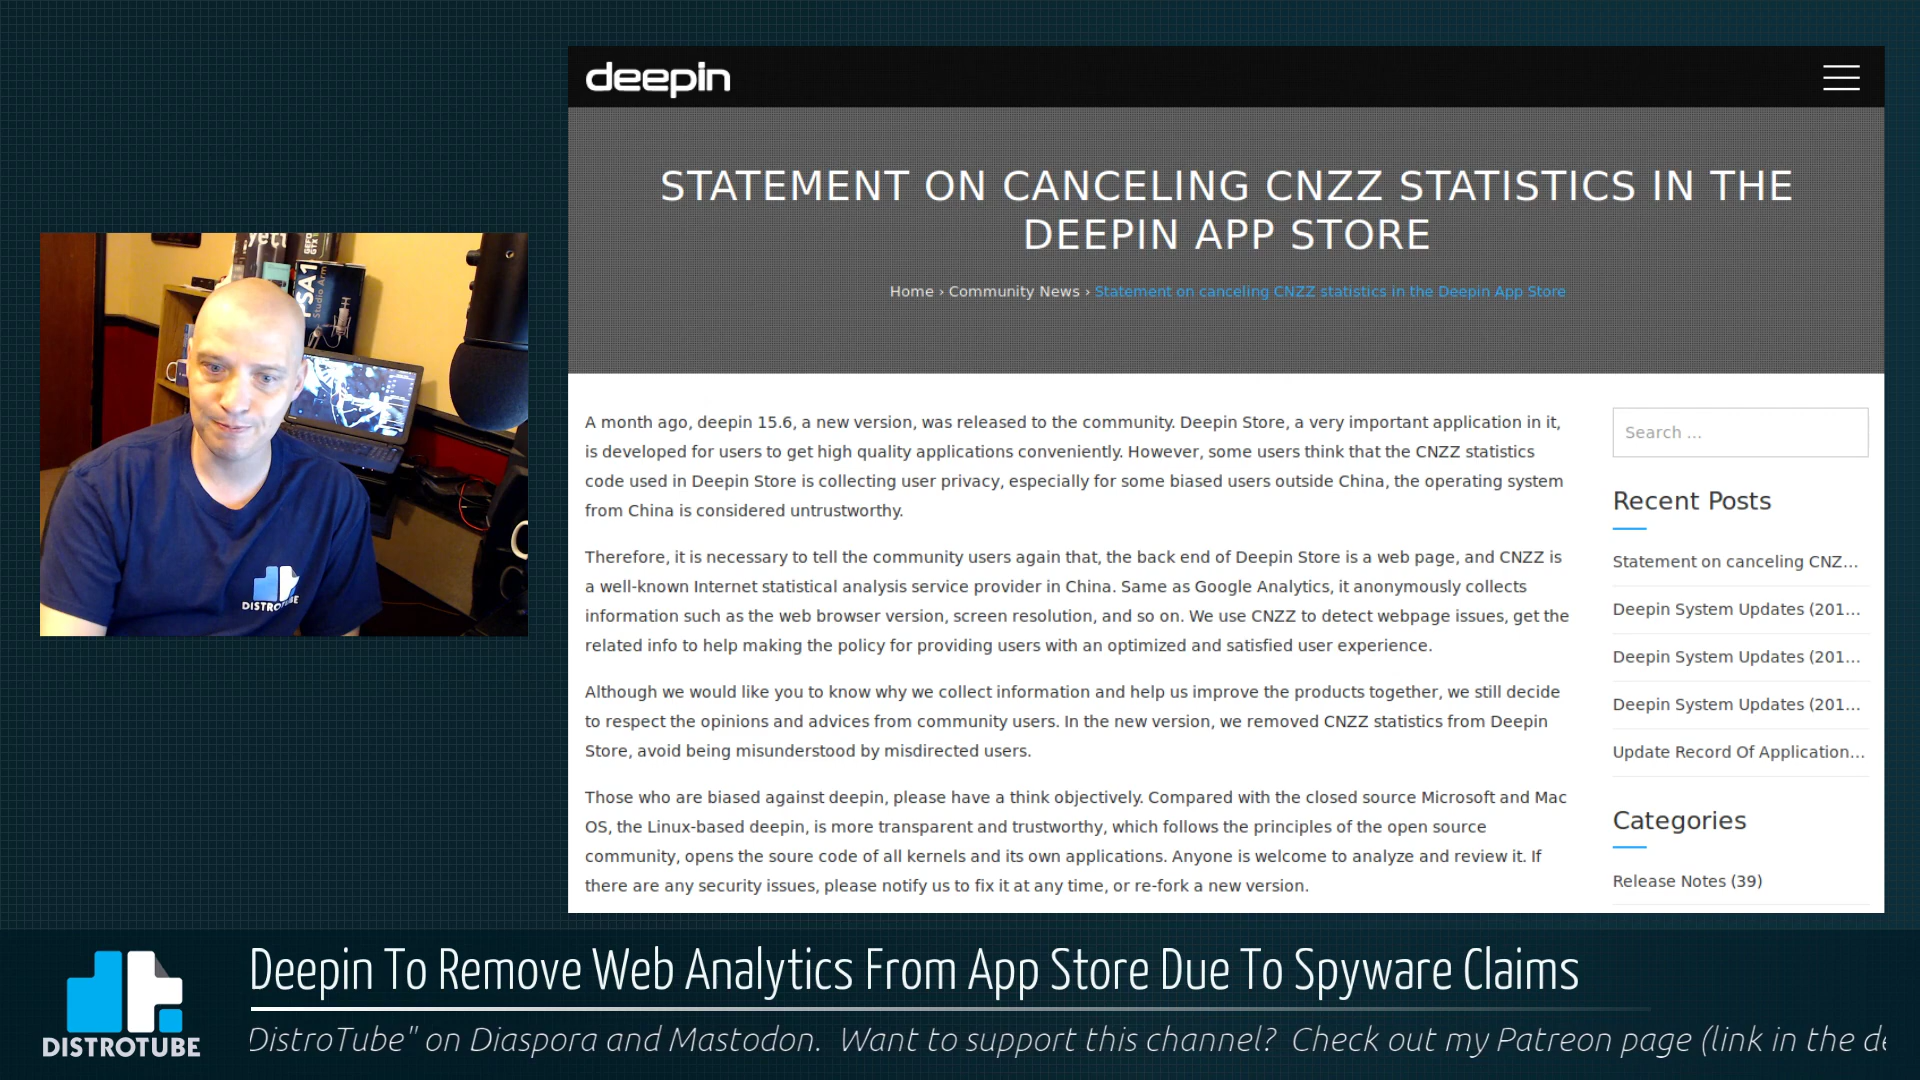 deepin
STATEMENT ON CANCELING CNZZ STATISTICS IN THE
DEEPIN APP STORE
Home › Community News › Statement on canceling CNZZ statistics in the Deepin App Store
A month ago, deepin 15.6, a new version, was released to the community. Deepin Store, a very important application in it,
is developed for users to get high quality applications conveniently. However, some users think that the CNZZ statistics
code used in Deepin Store is collecting user privacy, especially for some biased users outside China, the operating system
from China is considered untrustworthy.
Therefore, it is necessary to tell the community users again that, the back end of Deepin Store is a web page, and CNZZ is
a well-known Internet statistical analysis service provider in China. Same as Google Analytics, it anonymously collects
information such as the web browser version, screen resolution, and so on. We use CNZZ to detect webpage issues, get the
related info to help making the policy for providing users with an optimized and satisfied user experience.
Although we would like you to know why we collect information and help us improve the products together, we still decide
to respect the opinions and advices from community users. In the new version, we removed CNZZ statistics from Deepin
Store, avoid being misunderstood by misdirected users.
Those who are biased against deepin, please have a think objectively. Compared with the closed source Microsoft and Mac
OS, the Linux-based deepin, is more transparent and trustworthy, which follows the principles of the open source
community, opens the soure code of all kernels and its own applications. Anyone is welcome to analyze and review it. If
there are any security issues, please notify us to fix it at any time, or re-fork a new version.
Search ...
Recent Posts
Statement on canceling CNZ...
Deepin System Updates (201...
Deepin System Updates (201...
Deepin System Updates (201...
Update Record Of Application...
Categories
Release Notes (39)
yeti
PSA1
Studio Arm
DISTROTUBE
Deepin To Remove Web Analytics From App Store Due To Spyware Claims
DistroTube" on Diaspora and Mastodon. Want to support this channel? Check out my Patreon page (link in the de
DISTROTUBE